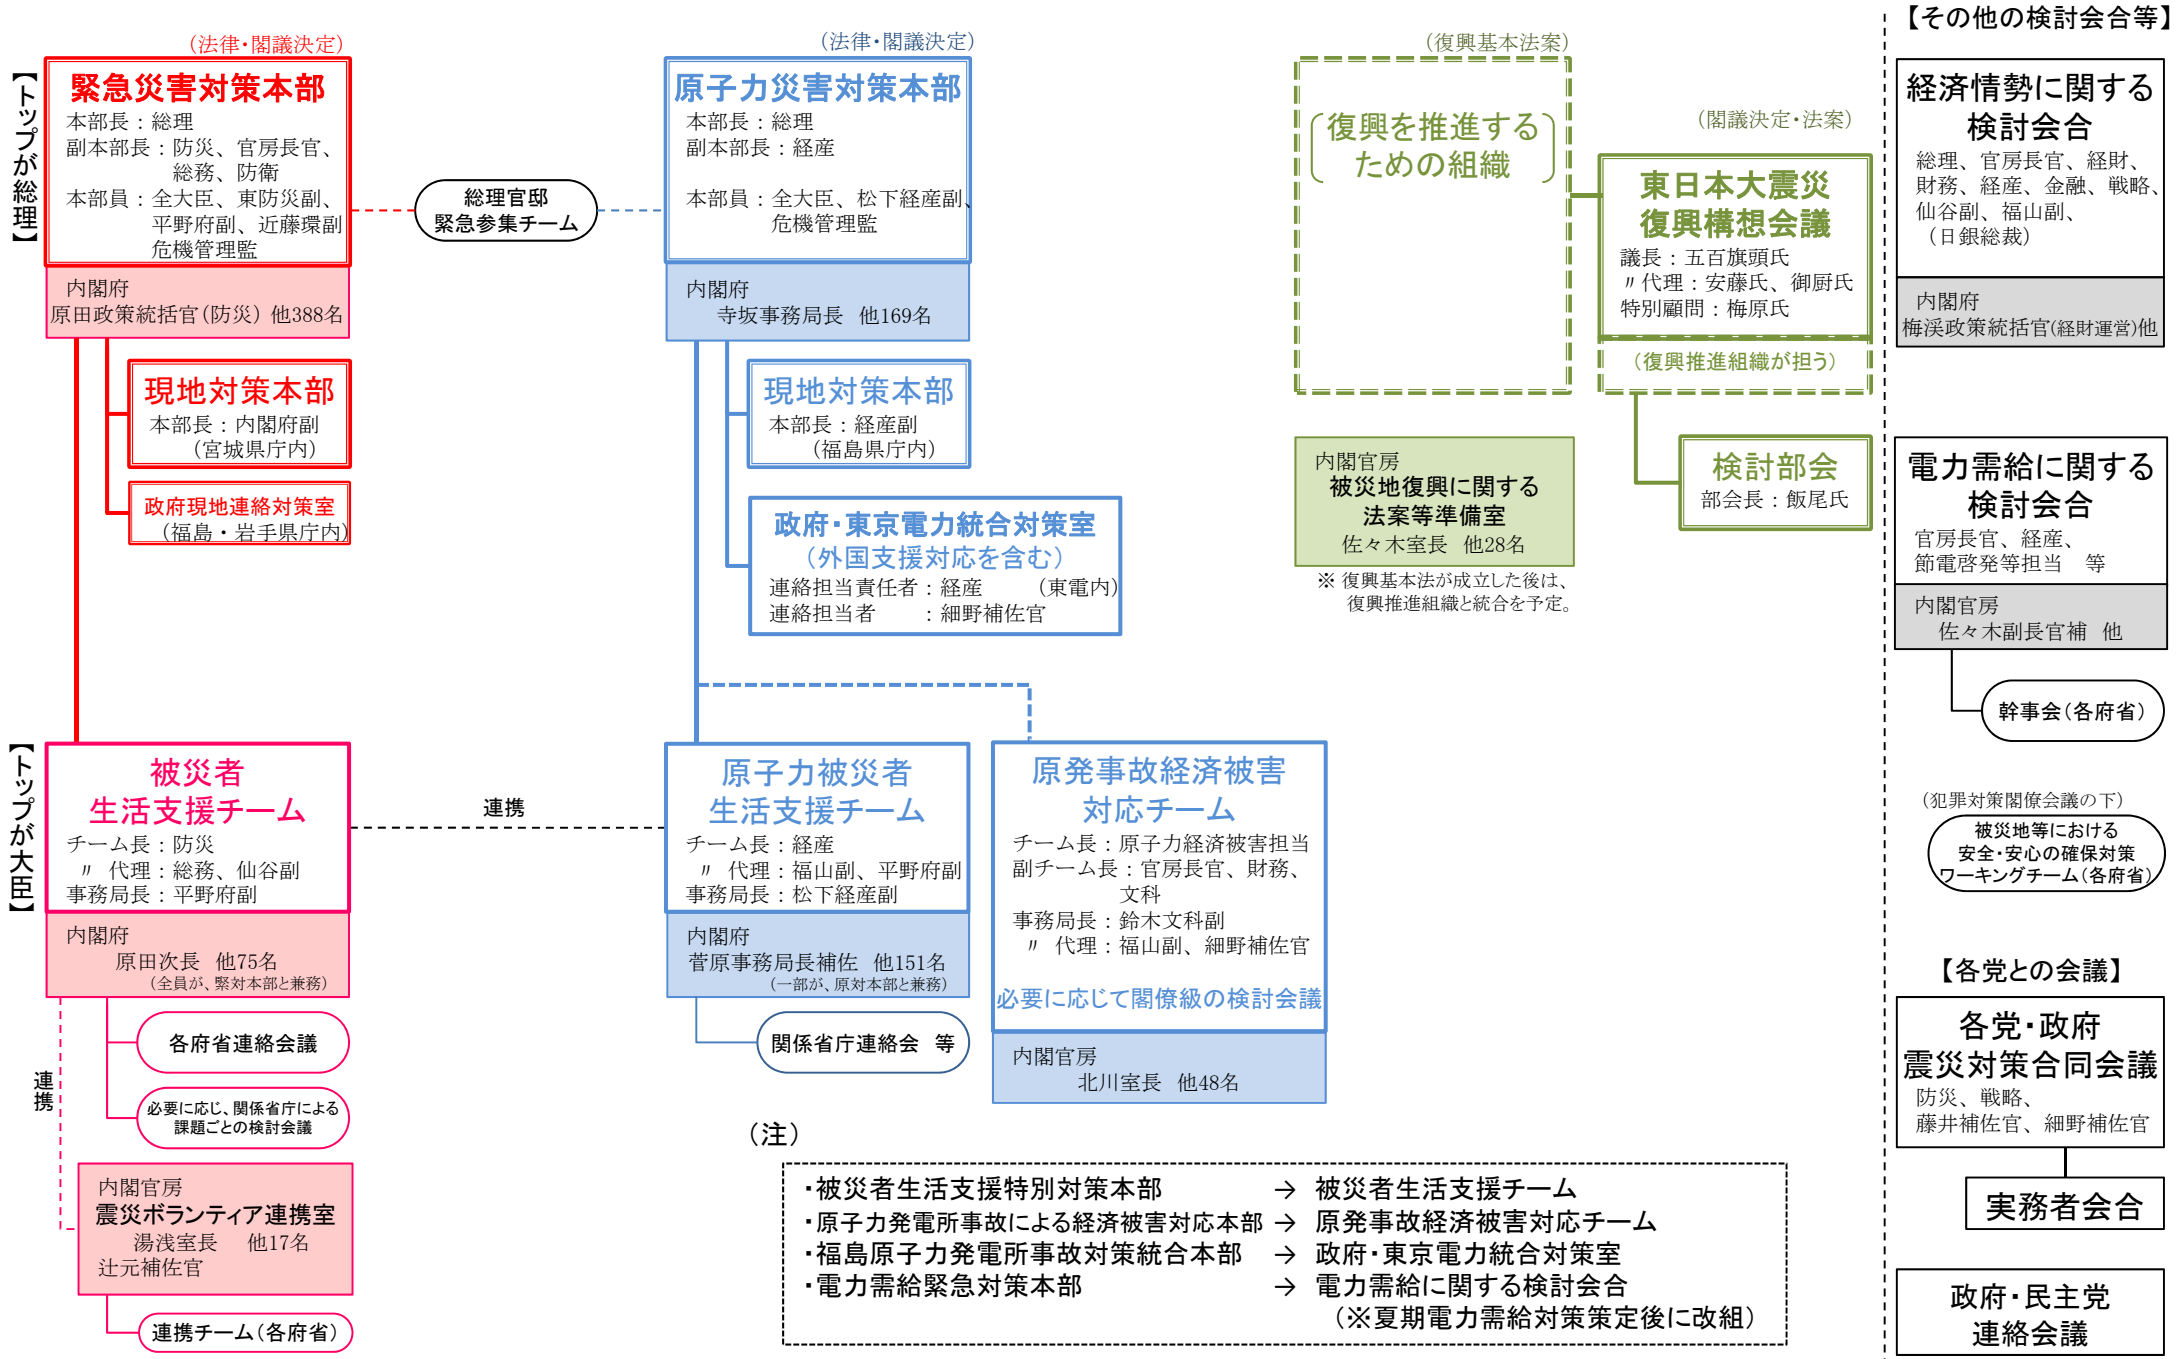 【トップが総理】
(法律・閣議決定)
緊急災害対策本部
本部長：総理
副本部長：防災、官房長官、
総務、防衛
本部員：全大臣、東防災副、
平野府副、近藤環副
危機管理監
内閣府
原田政策統括官(防災) 他388名
現地対策本部
本部長：内閣府副
(宮城県庁内)
政府現地連絡対策室
(福島・岩手県庁内)
総理官邸
緊急参集チーム
(法律・閣議決定)
原子力災害対策本部
本部長：総理
副本部長：経産
本部員：全大臣、松下経産副、
危機管理監
内閣府
寺坂事務局長 他169名
現地対策本部
本部長：経産副
(福島県庁内)
政府・東京電力統合対策室
(外国支援対応を含む)
連絡担当責任者：経産 (東電内)
連絡担当者 ：細野補佐官
(復興基本法案)
復興を推進する
ための組織
(閣議決定・法案)
東日本大震災
復興構想会議
議長：五百旗頭氏
〃代理：安藤氏、御厨氏
特別顧問：梅原氏
(復興推進組織が担う)
検討部会
部会長：飯尾氏
内閣官房
被災地復興に関する
法案等準備室
佐々木室長 他28名
※ 復興基本法が成立した後は、
復興推進組織と統合を予定。
【トップが大臣】
被災者
生活支援チーム
チーム長：防災
〃 代理：総務、仙谷副
事務局長：平野府副
内閣府
原田次長 他75名
(全員が、緊対本部と兼務)
各府省連絡会議
必要に応じ、関係省庁による
課題ごとの検討会議
連携
内閣官房
震災ボランティア連携室
湯浅室長 他17名
辻元補佐官
連携チーム(各府省)
連携
原子力被災者
生活支援チーム
チーム長：経産
〃 代理：福山副、平野府副
事務局長：松下経産副
内閣府
菅原事務局長補佐 他151名
(一部が、原対本部と兼務)
関係省庁連絡会 等
原発事故経済被害
対応チーム
チーム長：原子力経済被害担当
副チーム長：官房長官、財務、
文科
事務局長：鈴木文科副
〃 代理：福山副、細野補佐官
必要に応じて閣僚級の検討会議
内閣官房
北川室長 他48名
(注)
・被災者生活支援特別対策本部 → 被災者生活支援チーム
・原子力発電所事故による経済被害対応本部 → 原発事故経済被害対応チーム
・福島原子力発電所事故対策統合本部 → 政府・東京電力統合対策室
・電力需給緊急対策本部 → 電力需給に関する検討会合
(※夏期電力需給対策策定後に改組)
【その他の検討会合等】
経済情勢に関する
検討会合
総理、官房長官、経財、
財務、経産、金融、戦略、
仙谷副、福山副、
(日銀総裁)
内閣府
梅渓政策統括官(経財運営)他
電力需給に関する
検討会合
官房長官、経産、
節電啓発等担当 等
内閣官房
佐々木副長官補 他
幹事会(各府省)
(犯罪対策閣僚会議の下)
被災地等における
安全・安心の確保対策
ワーキングチーム(各府省)
【各党との会議】
各党・政府
震災対策合同会議
防災、戦略、
藤井補佐官、細野補佐官
実務者会合
政府・民主党
連絡会議